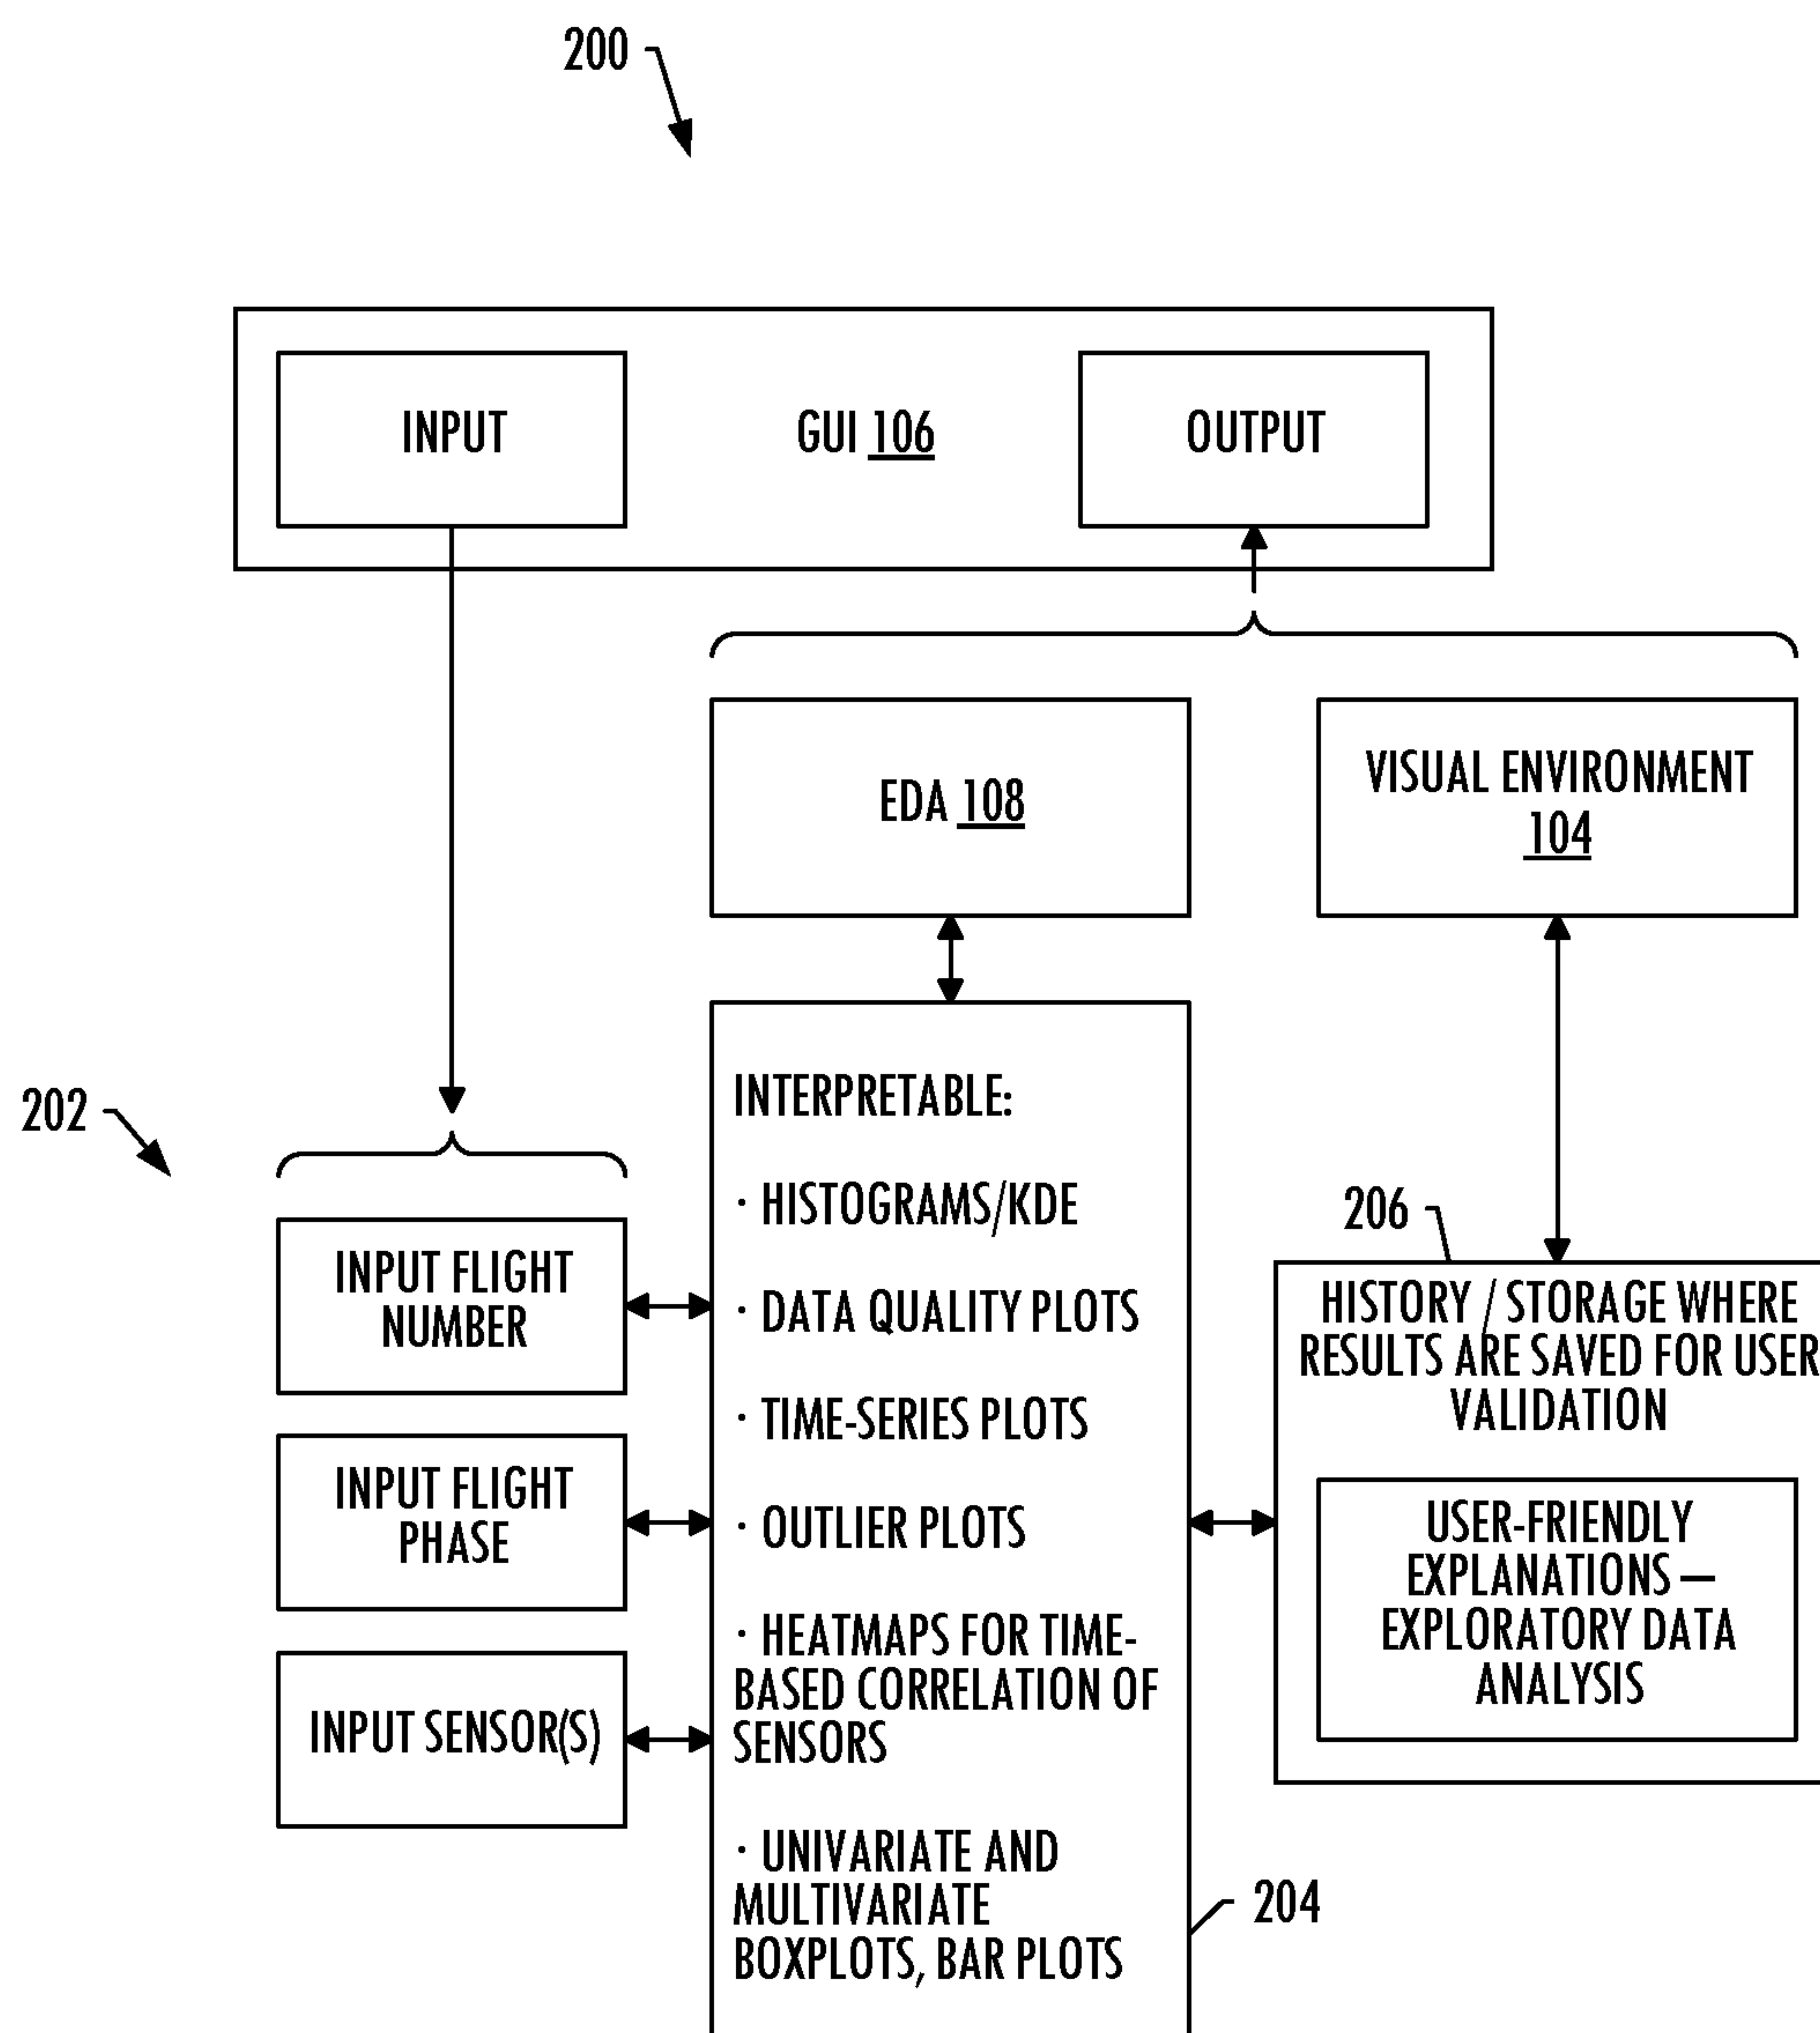 200
INPUT
GUI 106
OUTPUT
EDA 108
VISUAL ENVIRONMENT
104
202
INPUT FLIGHT
NUMBER
INPUT FLIGHT
PHASE
INPUT SENSOR(S)
INTERPRETABLE:
· HISTOGRAMS/KDE
· DATA QUALITY PLOTS
· TIME-SERIES PLOTS
· OUTLIER PLOTS
· HEATMAPS FOR TIME-
BASED CORRELATION OF
SENSORS
· UNIVARIATE AND
MULTIVARIATE
BOXPLOTS, BAR PLOTS
204
206
HISTORY / STORAGE WHERE
RESULTS ARE SAVED FOR USER
VALIDATION
USER-FRIENDLY
EXPLANATIONS —
EXPLORATORY DATA
ANALYSIS